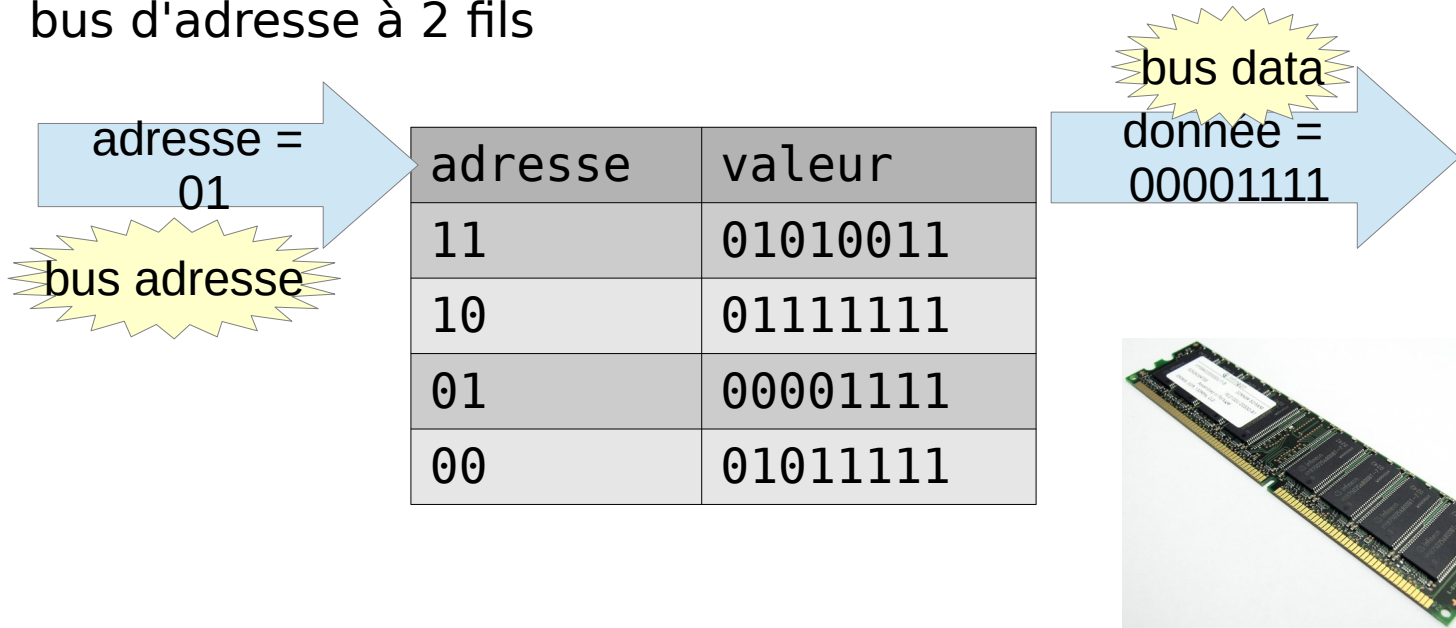 bus d'adresse à 2 fils
bus data
adresse =
01
donnée =
00001111
bus adresse
adresse valeur
11 01010011
10 01111111
01 00001111
00 01011111